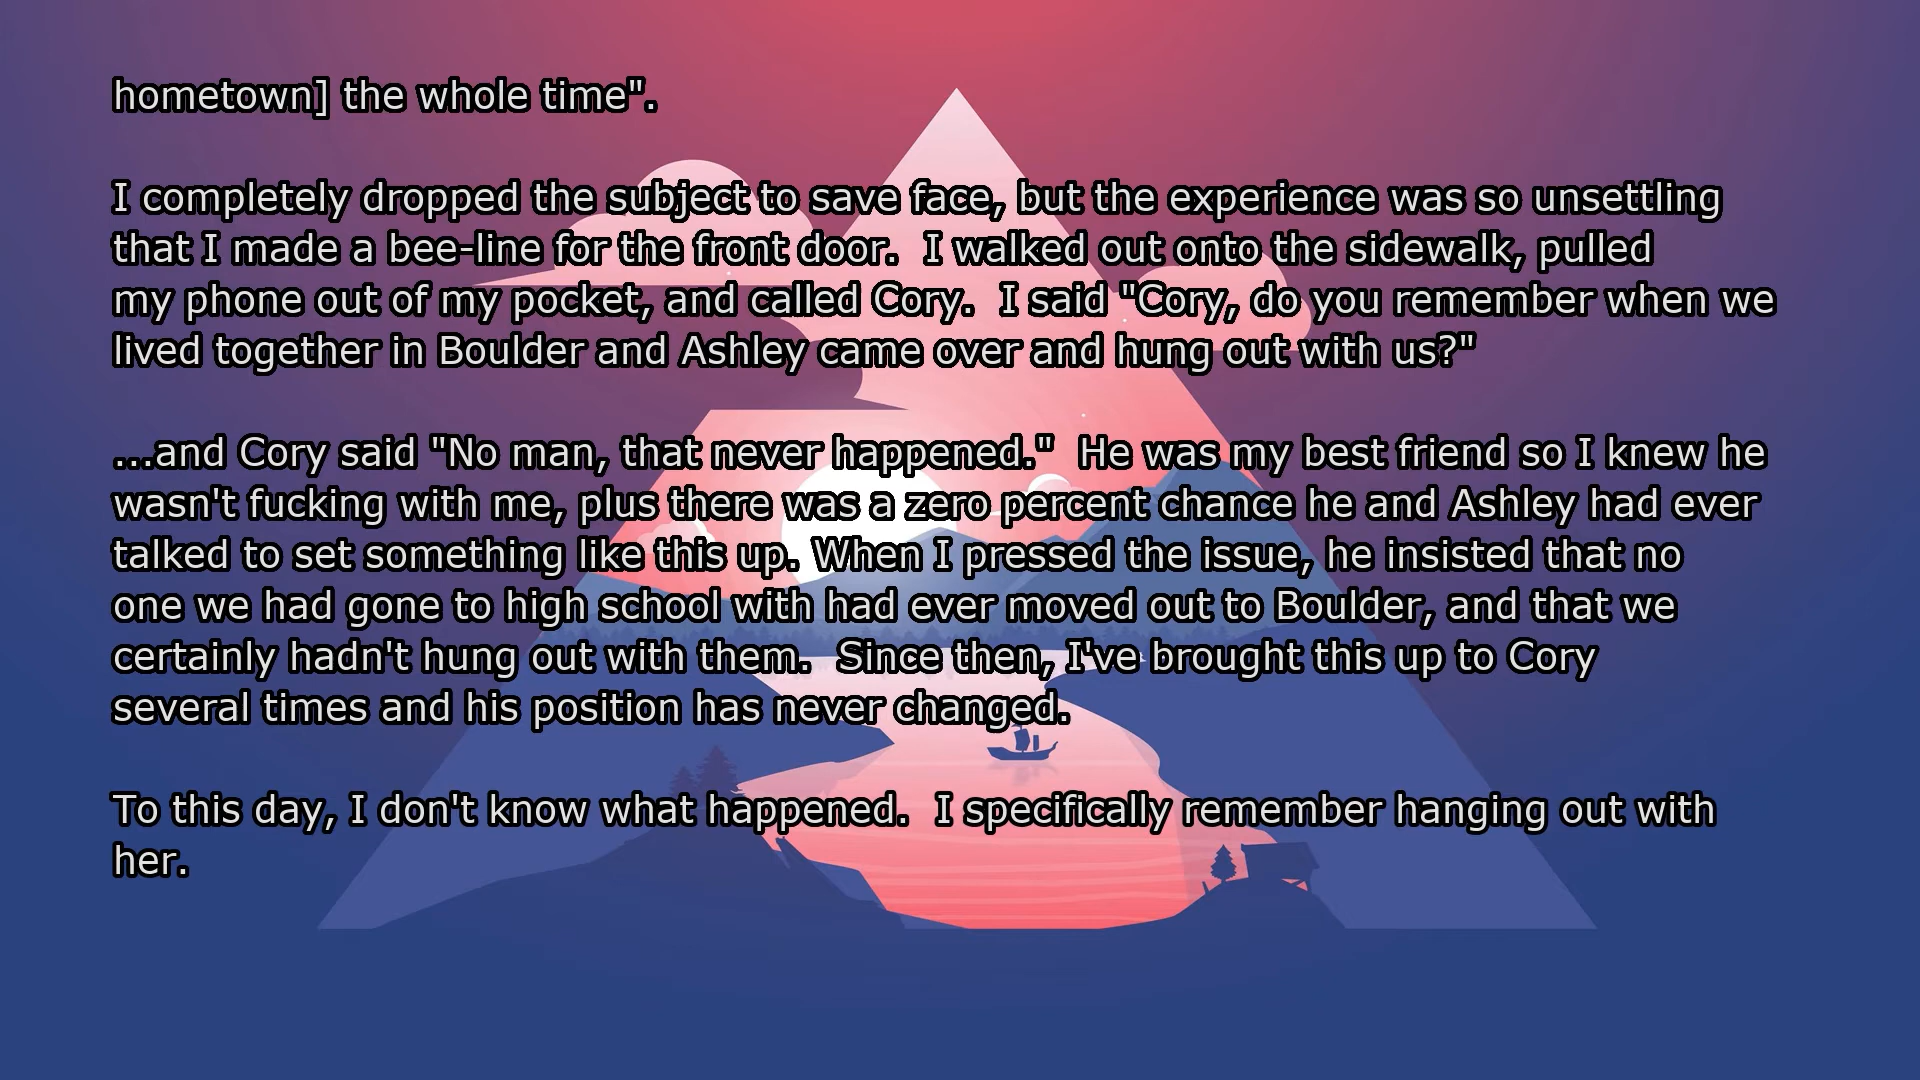 hometown] the whole time".
I completely dropped the subject to save face, but the experience was so unsettling
that I made a bee-line for the front door.  I walked out onto the sidewalk, pulled
my phone out of my pocket, and called Cory.  I said "Cory, do you remember when we
lived together in Boulder and Ashley came over and hung out with us?"
...and Cory said "No man, that never happened."  He was my best friend so I knew he
wasn't fucking with me, plus there was a zero percent chance he and Ashley had ever
talked to set something like this up. When I pressed the issue, he insisted that no
one we had gone to high school with had ever moved out to Boulder, and that we
certainly hadn't hung out with them.  Since then, I've brought this up to Cory
several times and his position has never changed.
To this day, I don't know what happened.  I specifically remember hanging out with
her.